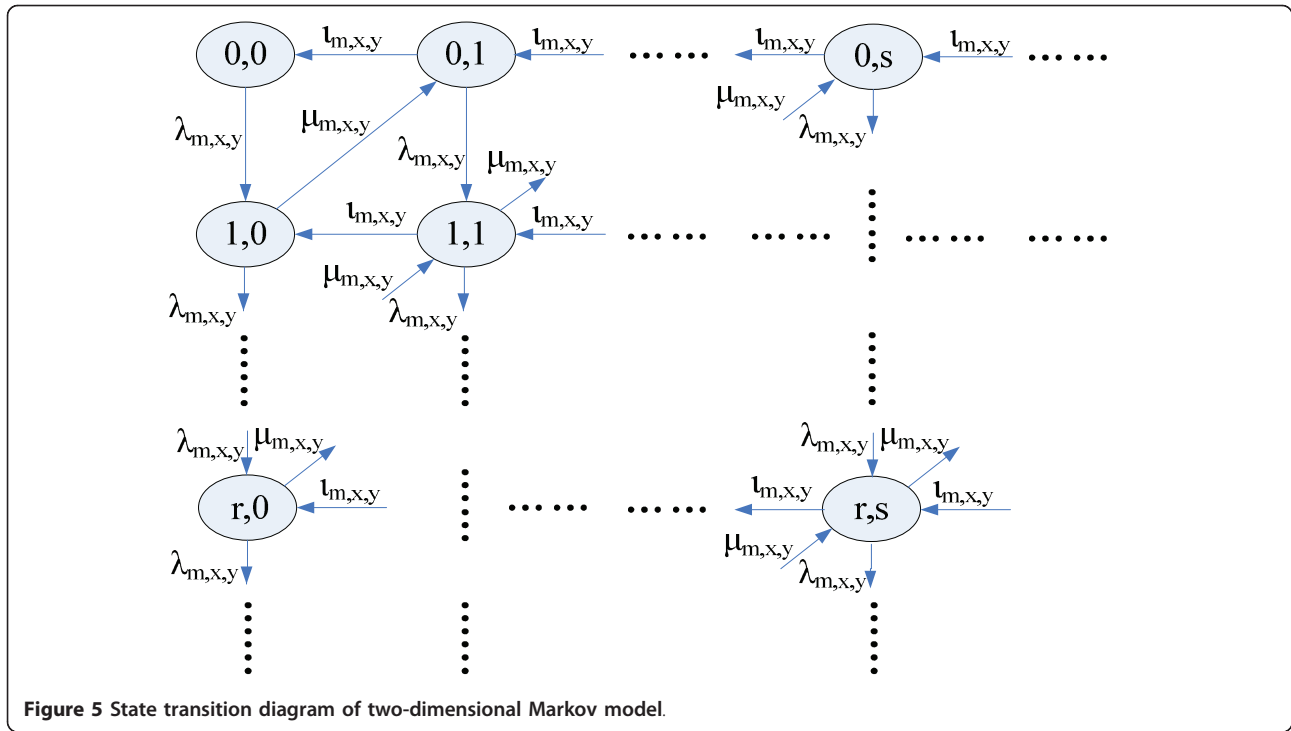 ιm,x,y ιm,x,y ιm,x,y ιm,x,y
0,0 0,1 ...... 0,s ......
μm,x,y
λm,x,y μm,x,y λm,x,y λm,x,y
μm,x,y
ιm,x,y ιm,x,y
1,0 1,1 ...... ...... ...... ......
μm,x,y
λm,x,y λm,x,y
λm,x,y μm,x,y λm,x,y μm,x,y
ιm,x,y ιm,x,y ιm,x,y
r,0 ...... ...... r,s
μm,x,y
λm,x,y λm,x,y
Figure 5 State transition diagram of two-dimensional Markov model.